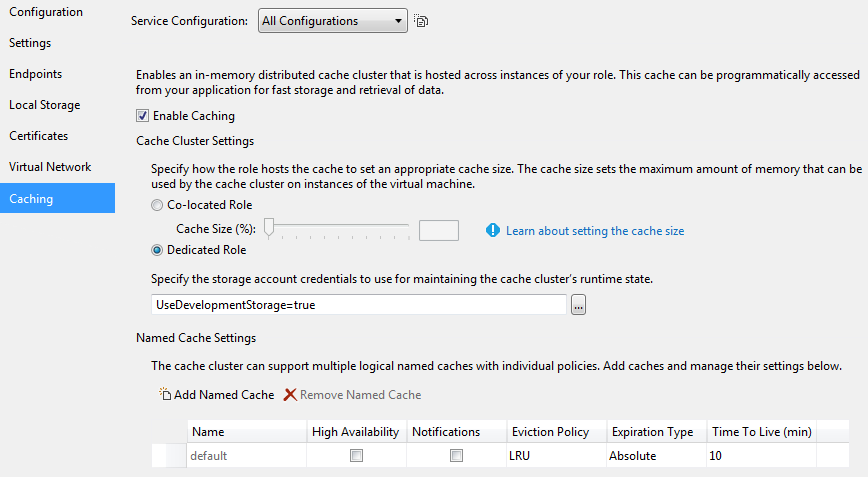 Configuration
Settings
Endpoints
Local Storage
Certificates
Virtual Network
Caching
Service Configuration: All Configurations
Enables an in-memory distributed cache cluster that is hosted across instances of your role. This cache can be programmatically accessed
from your application for fast storage and retrieval of data.
Enable Caching
Cache Cluster Settings
Specify how the role hosts the cache to set an appropriate cache size. The cache size sets the maximum amount of memory that can be
used by the cache cluster on instances of the virtual machine.
Co-located Role
Cache Size (%): Learn about setting the cache size
Dedicated Role
Specify the storage account credentials to use for maintaining the cache cluster's runtime state.
UseDevelopmentStorage=true ...
Named Cache Settings
The cache cluster can support multiple logical named caches with individual policies. Add caches and manage their settings below.
Add Named Cache Remove Named Cache
Name High Availability Notifications Eviction Policy Expiration Type Time To Live (min)
default LRU Absolute 10